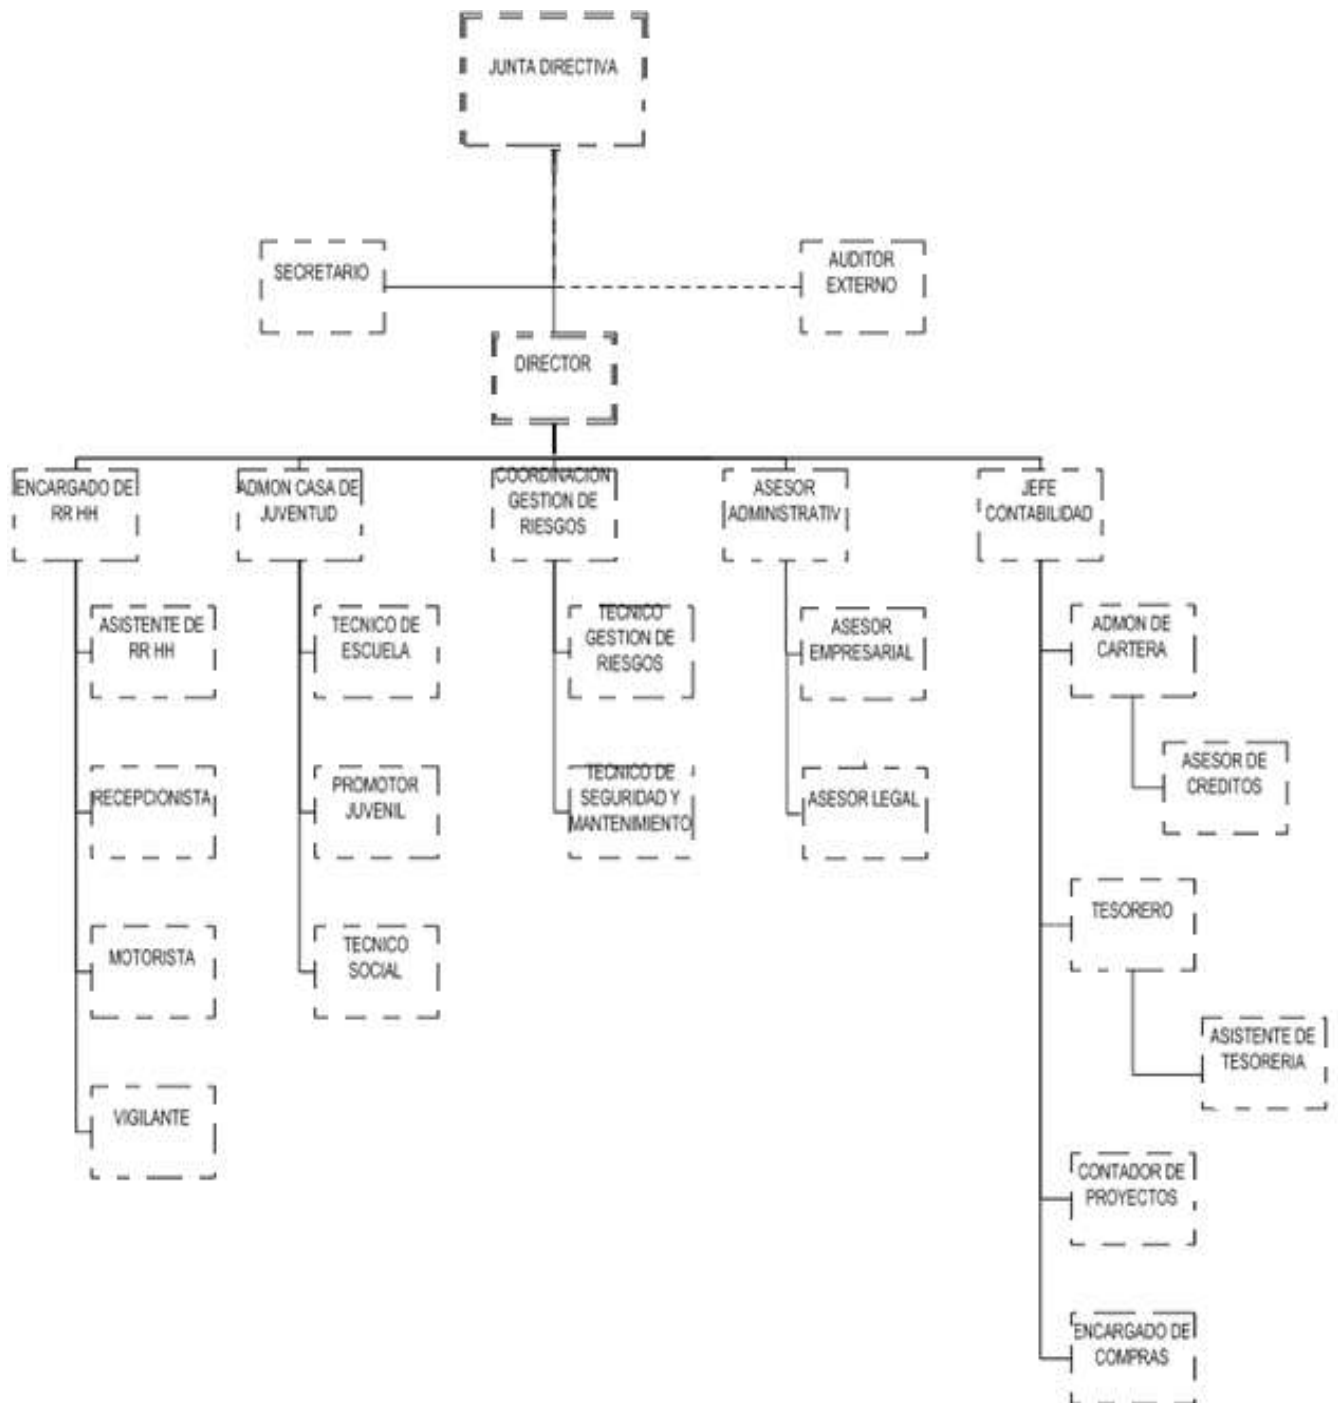 JUNTA DIRECTIVA
SECRETARIO
AUDITOR
EXTERNO
DIRECTOR
ENCARGADO DE
RR HH
ADMON CASA DE
JUVENTUD
COORDINACION
GESTION DE
RIESGOS
ASESOR
ADMINISTRATIV
JEFE
CONTABILIDAD
ASISTENTE DE
RR HH
TECNICO DE
ESCUELA
TECNICO
GESTION DE
RIESGOS
ASESOR
EMPRESARIAL
ADMON DE
CARTERA
ASESOR DE
CREDITOS
RECEPCIONISTA
PROMOTOR
JUVENIL
TECNICO DE
SEGURIDAD Y
MANTENIMIENTO
ASESOR LEGAL
TESORERO
MOTORISTA
TECNICO
SOCIAL
ASISTENTE DE
TESORERIA
VIGILANTE
CONTADOR DE
PROYECTOS
ENCARGADO DE
COMPRAS